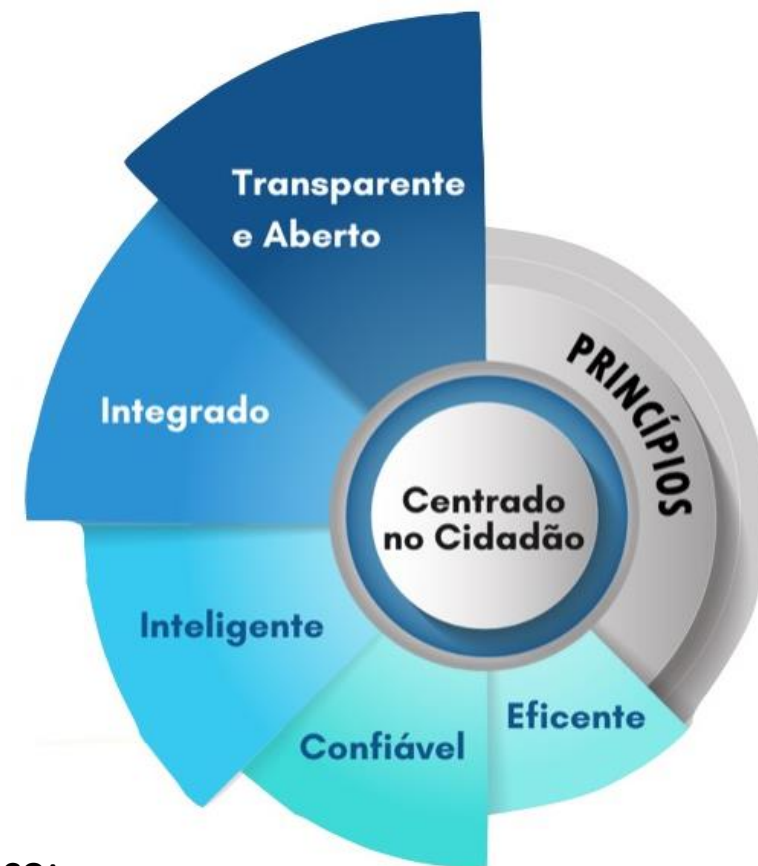 Transparente
e Aberto
PRINCÍPIOS
Integrado
Centrado
no Cidadão
Inteligente
Eficente
Confiável